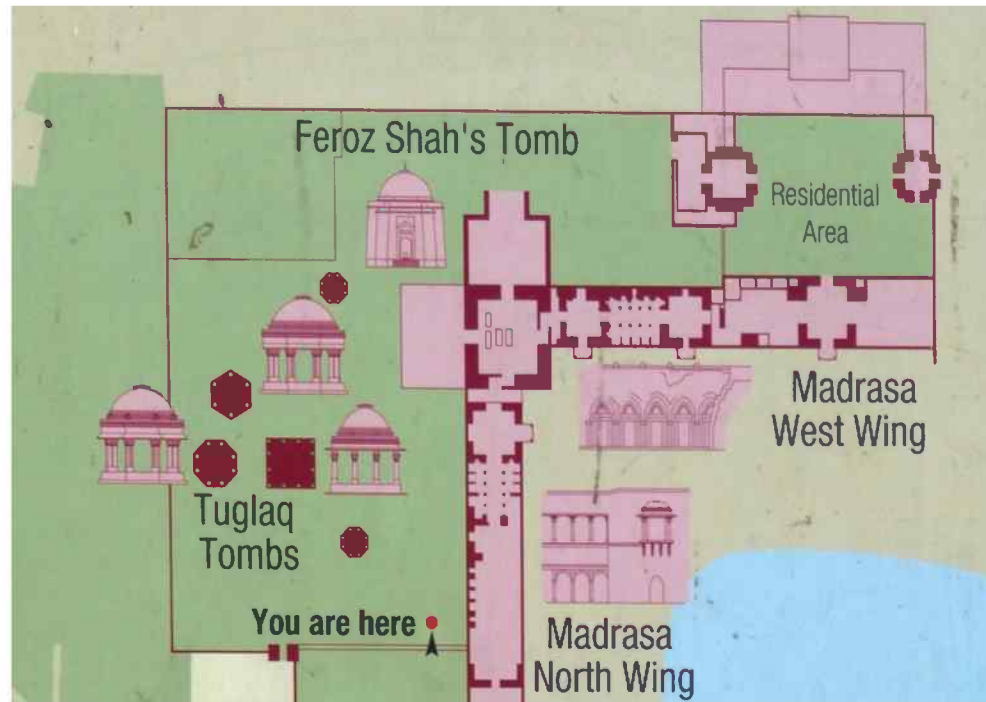 Feroz Shah's Tomb
Residential
Area
Madrasa
West Wing
Tuglaq
Tombs
You are here
Madrasa
North Wing